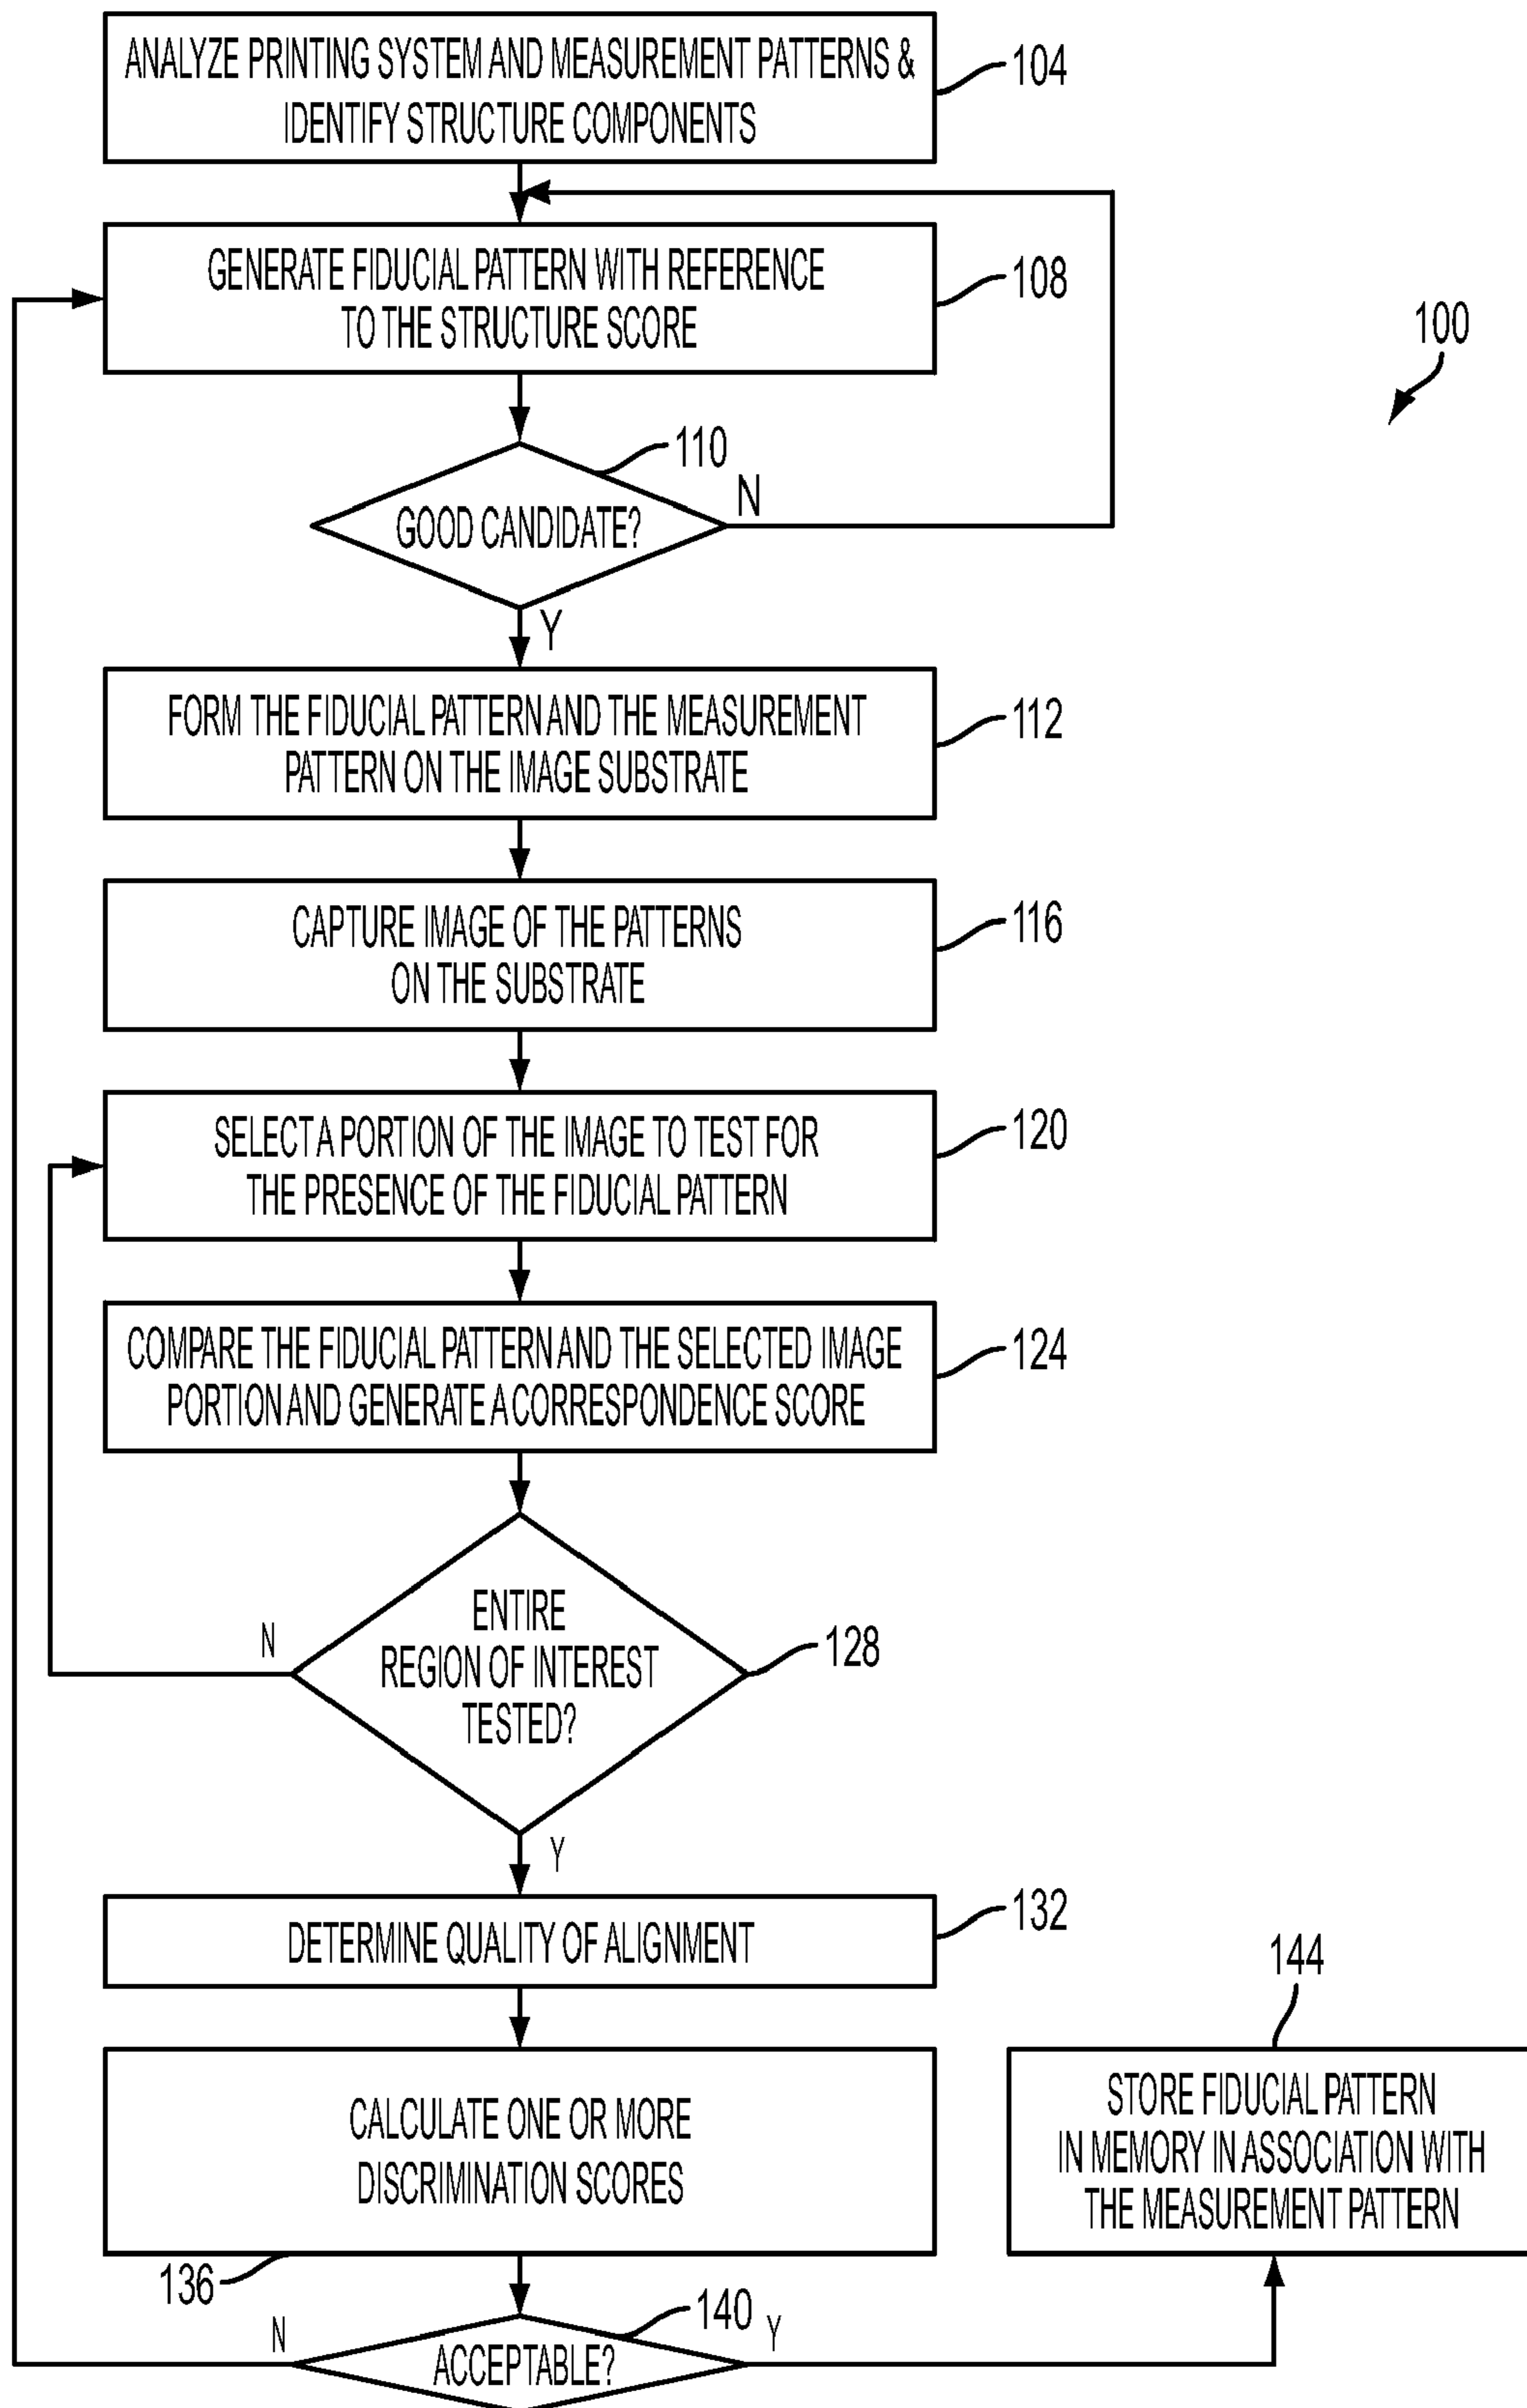 ANALYZE PRINTING SYSTEM AND MEASUREMENT PATTERNS &
IDENTIFY STRUCTURE COMPONENTS
104
GENERATE FIDUCIAL PATTERN WITH REFERENCE
TO THE STRUCTURE SCORE
108
100
110
GOOD CANDIDATE?
N
Y
FORM THE FIDUCIAL PATTERN AND THE MEASUREMENT
PATTERN ON THE IMAGE SUBSTRATE
112
CAPTURE IMAGE OF THE PATTERNS
ON THE SUBSTRATE
116
SELECT A PORTION OF THE IMAGE TO TEST FOR
THE PRESENCE OF THE FIDUCIAL PATTERN
120
COMPARE THE FIDUCIAL PATTERN AND THE SELECTED IMAGE
PORTION AND GENERATE A CORRESPONDENCE SCORE
124
ENTIRE
REGION OF INTEREST
TESTED?
N
128
Y
DETERMINE QUALITY OF ALIGNMENT
132
CALCULATE ONE OR MORE
DISCRIMINATION SCORES
136
144
STORE FIDUCIAL PATTERN
IN MEMORY IN ASSOCIATION WITH
THE MEASUREMENT PATTERN
140
N
ACCEPTABLE?
Y